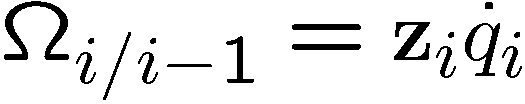 Ω_{i/i−1} = 𝐳_i q̇_i